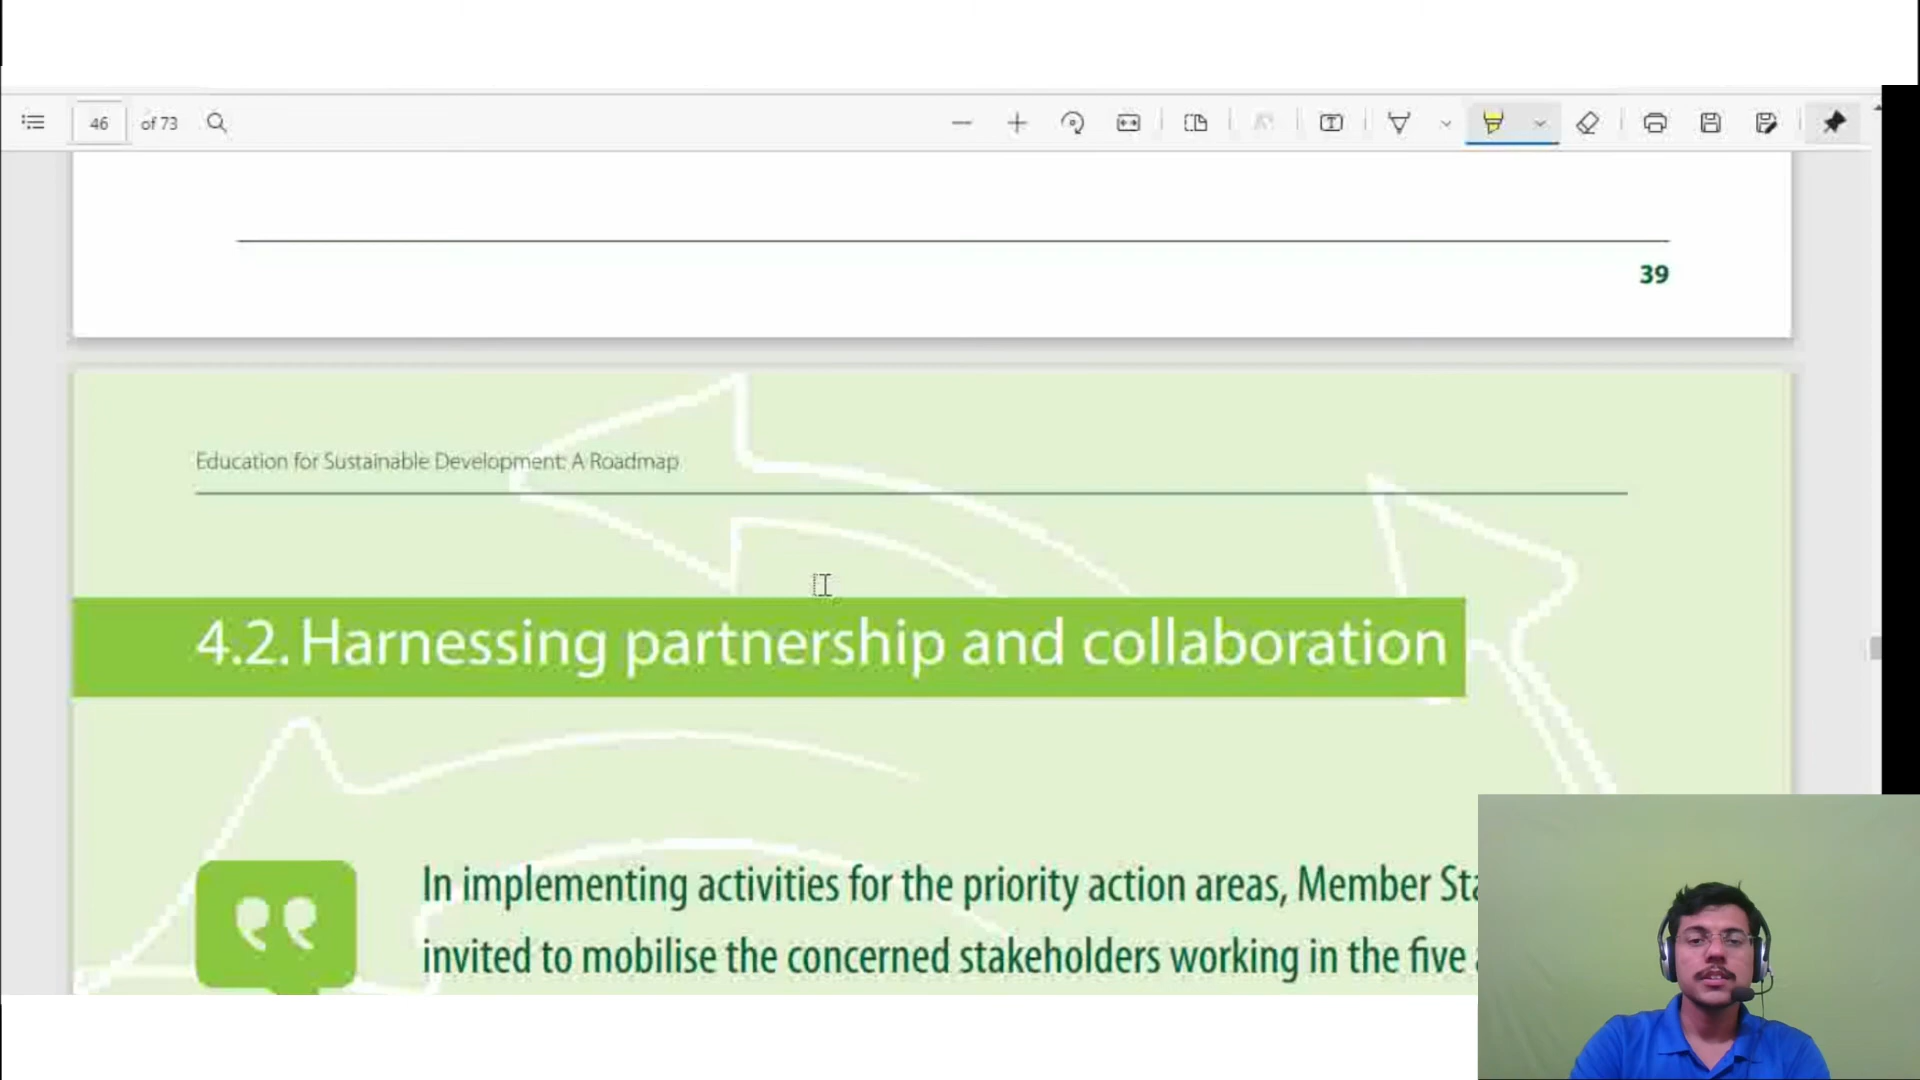 46 of 73
39
Education for Sustainable Development: A Roadmap
4.2. Harnessing partnership and collaboration
In implementing activities for the priority action areas, Member
invited to mobilise the concerned stakeholders working in the five